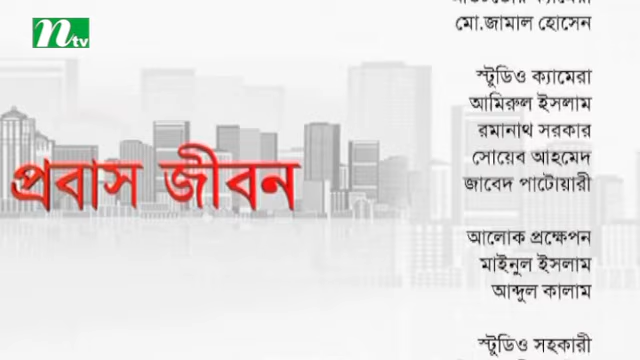 ntv
মো.জামাল হোসেন
স্টুডিও ক্যামেরা
আমিরুল ইসলাম
রমানাথ সরকার
সোয়েব আহমেদ
জাবেদ পাটোয়ারী
প্রবাস জীবন
আলোক প্রক্ষেপন
মাইনুল ইসলাম
আব্দুল কালাম
স্টুডিও সহকারী